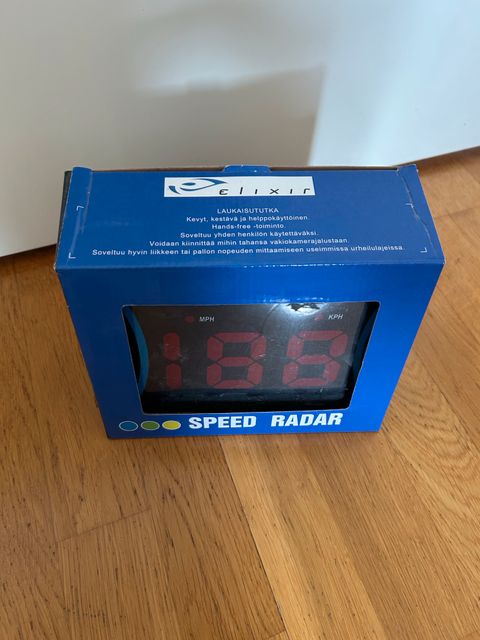 elixir
LAUKAISUTUTKA
Kevyt, kestävä ja helppokäyttöinen.
Hands-free -toiminto.
Soveltuu yhden henkilön käytettäväksi.
Voidaan kiinnittää mihin tahansa vakiokamerajalustaan.
Soveltuu hyvin liikkeen tai pallon nopeuden mittaamiseen useimmissa urheilulajeissa.
MPH KPH
188
SPEED RADAR